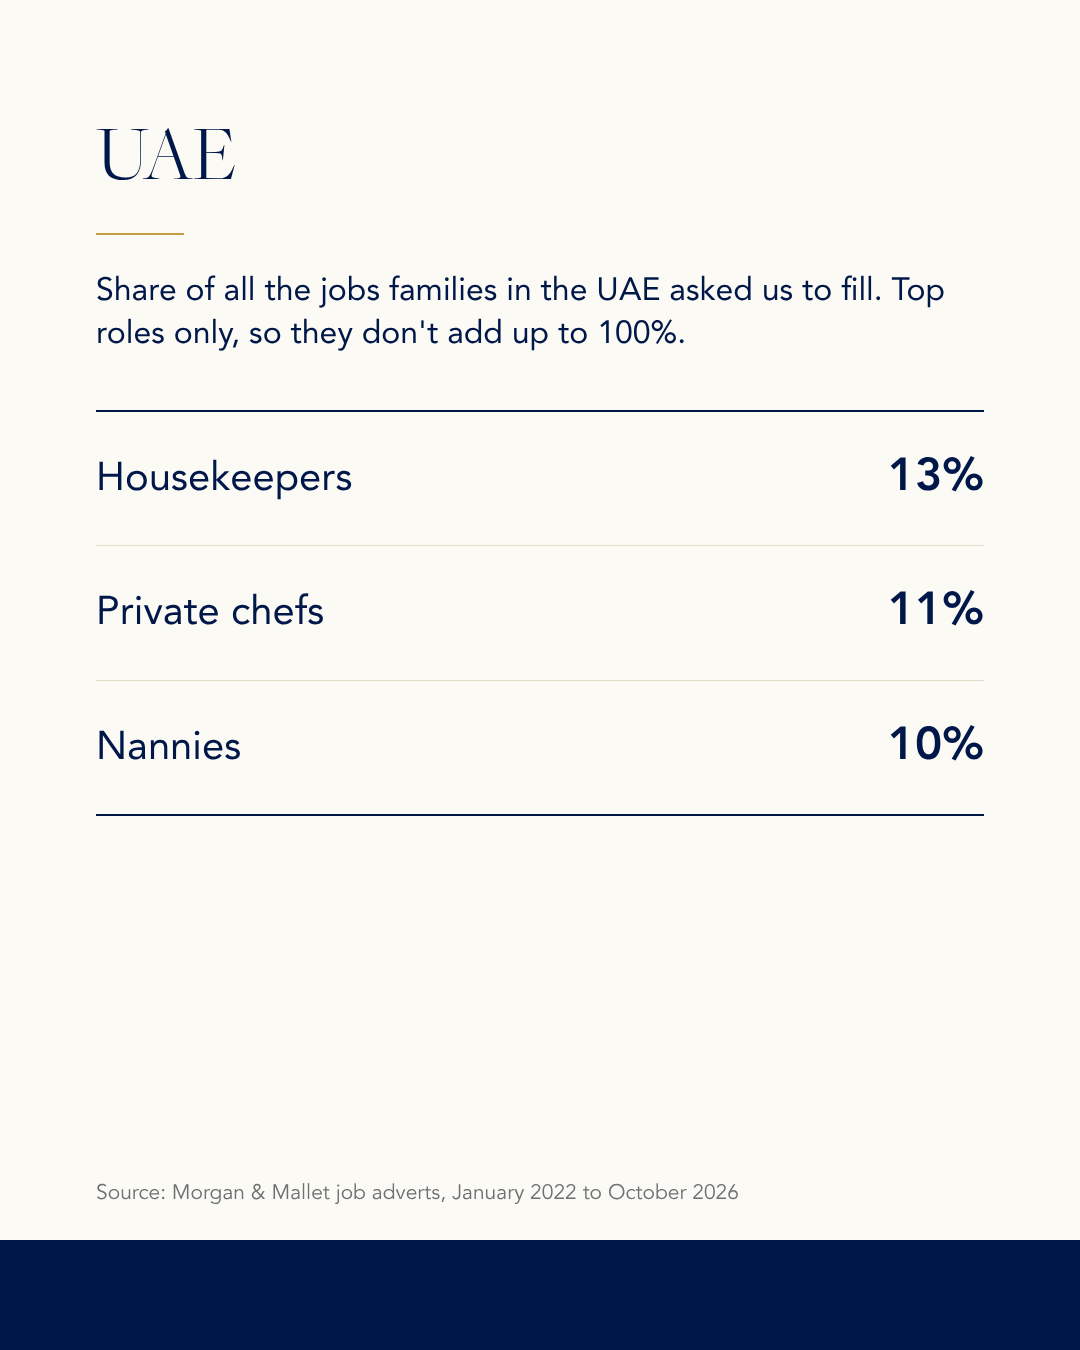 UAE
Share of all the jobs families in the UAE asked us to fill. Top
roles only, so they don't add up to 100%.
Housekeepers 13%
Private chefs 11%
Nannies 10%
Source: Morgan & Mallet job adverts, January 2022 to October 2026